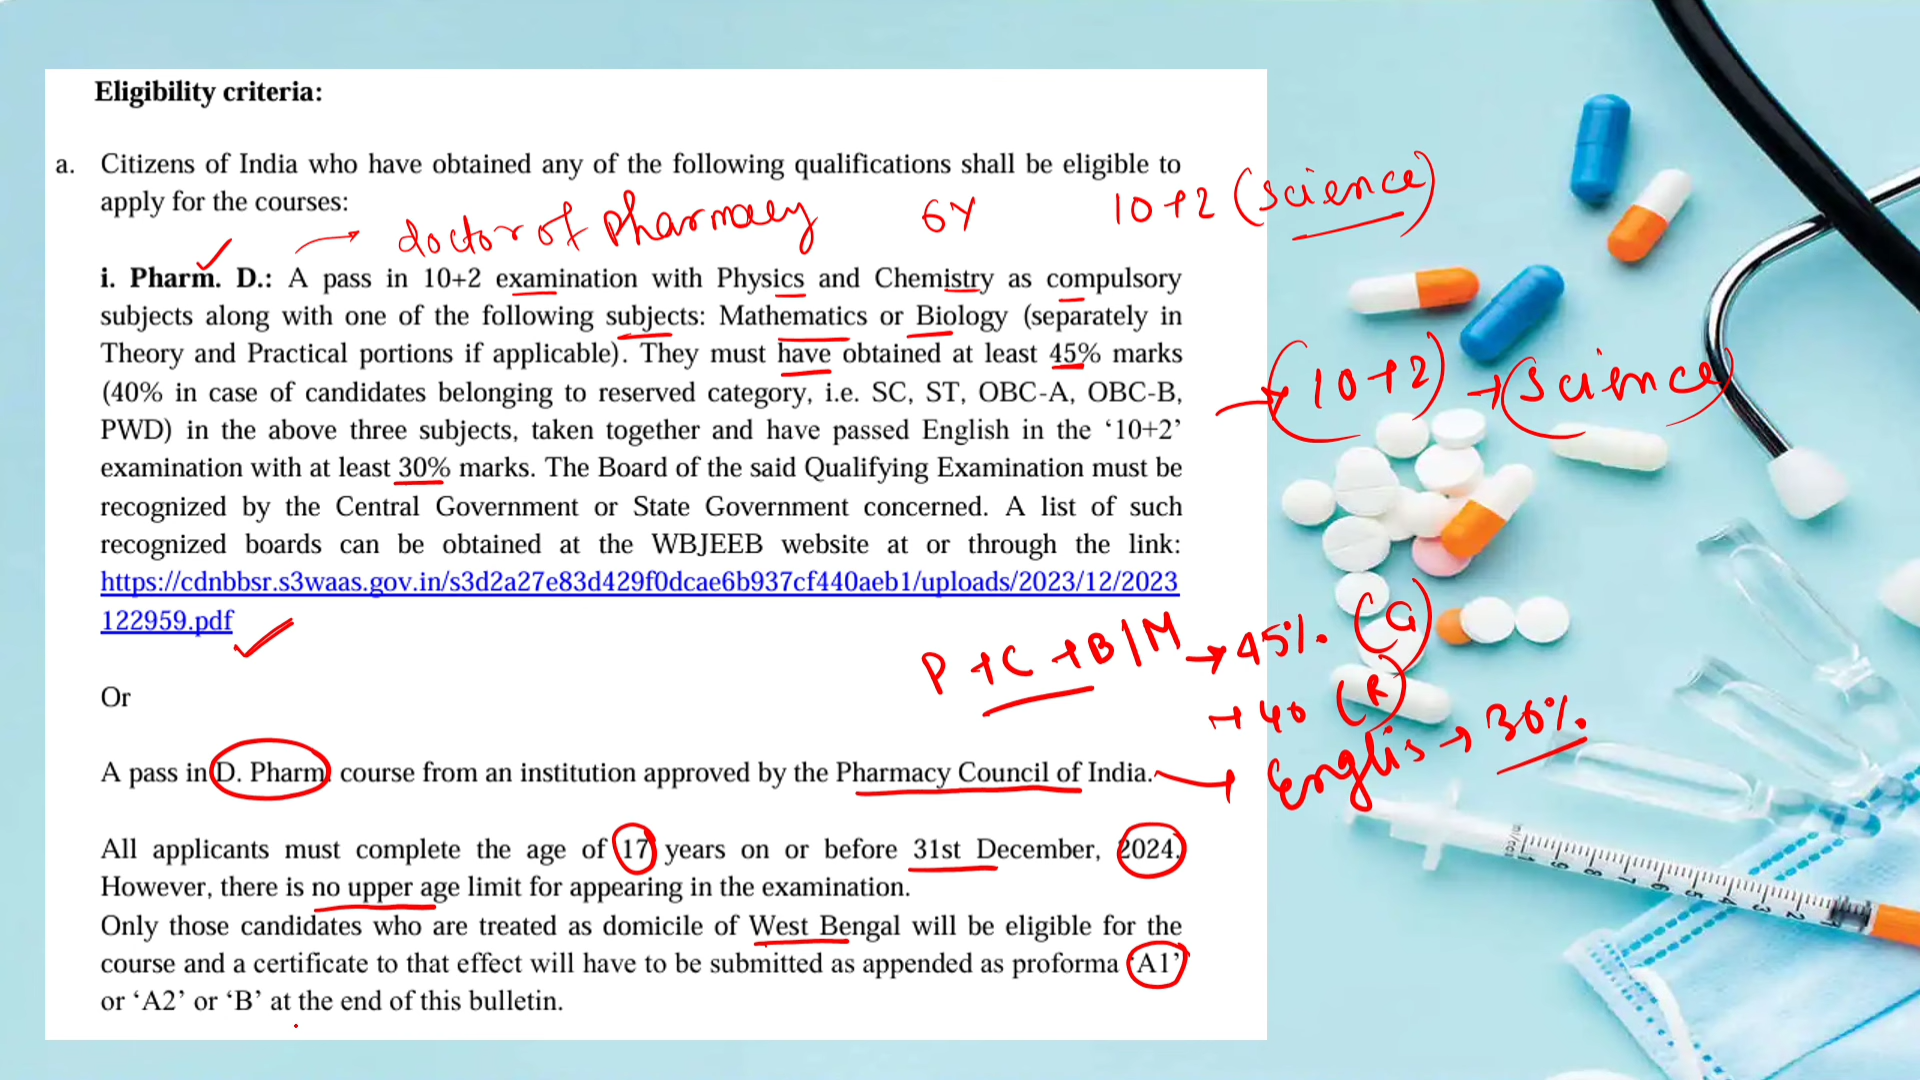 Eligibility criteria:
a. Citizens of India who have obtained any of the following qualifications shall be eligible to
apply for the courses:
doctor of pharmacy 6Y 10+2 (Science)
i. Pharm. D.: A pass in 10+2 examination with Physics and Chemistry as compulsory
subjects along with one of the following subjects: Mathematics or Biology (separately in
Theory and Practical portions if applicable). They must have obtained at least 45% marks
(40% in case of candidates belonging to reserved category, i.e. SC, ST, OBC-A, OBC-B,
(10+2) → (Science)
PWD) in the above three subjects, taken together and have passed English in the ‘10+2’
examination with at least 30% marks. The Board of the said Qualifying Examination must be
recognized by the Central Government or State Government concerned. A list of such
recognized boards can be obtained at the WBJEEB website at or through the link:
https://cdnbbsr.s3waas.gov.in/s3d2a27e83d429f0dcae6b937cf440aeb1/uploads/2023/12/2023
122959.pdf
P+C+B/M → 45%. (G)
→ 40 (R)
Or
Englis → 30%.
A pass in D. Pharm course from an institution approved by the Pharmacy Council of India.
All applicants must complete the age of 17 years on or before 31st December, 2024.
However, there is no upper age limit for appearing in the examination.
Only those candidates who are treated as domicile of West Bengal will be eligible for the
course and a certificate to that effect will have to be submitted as appended as proforma ‘A1’
or ‘A2’ or ‘B’ at the end of this bulletin.